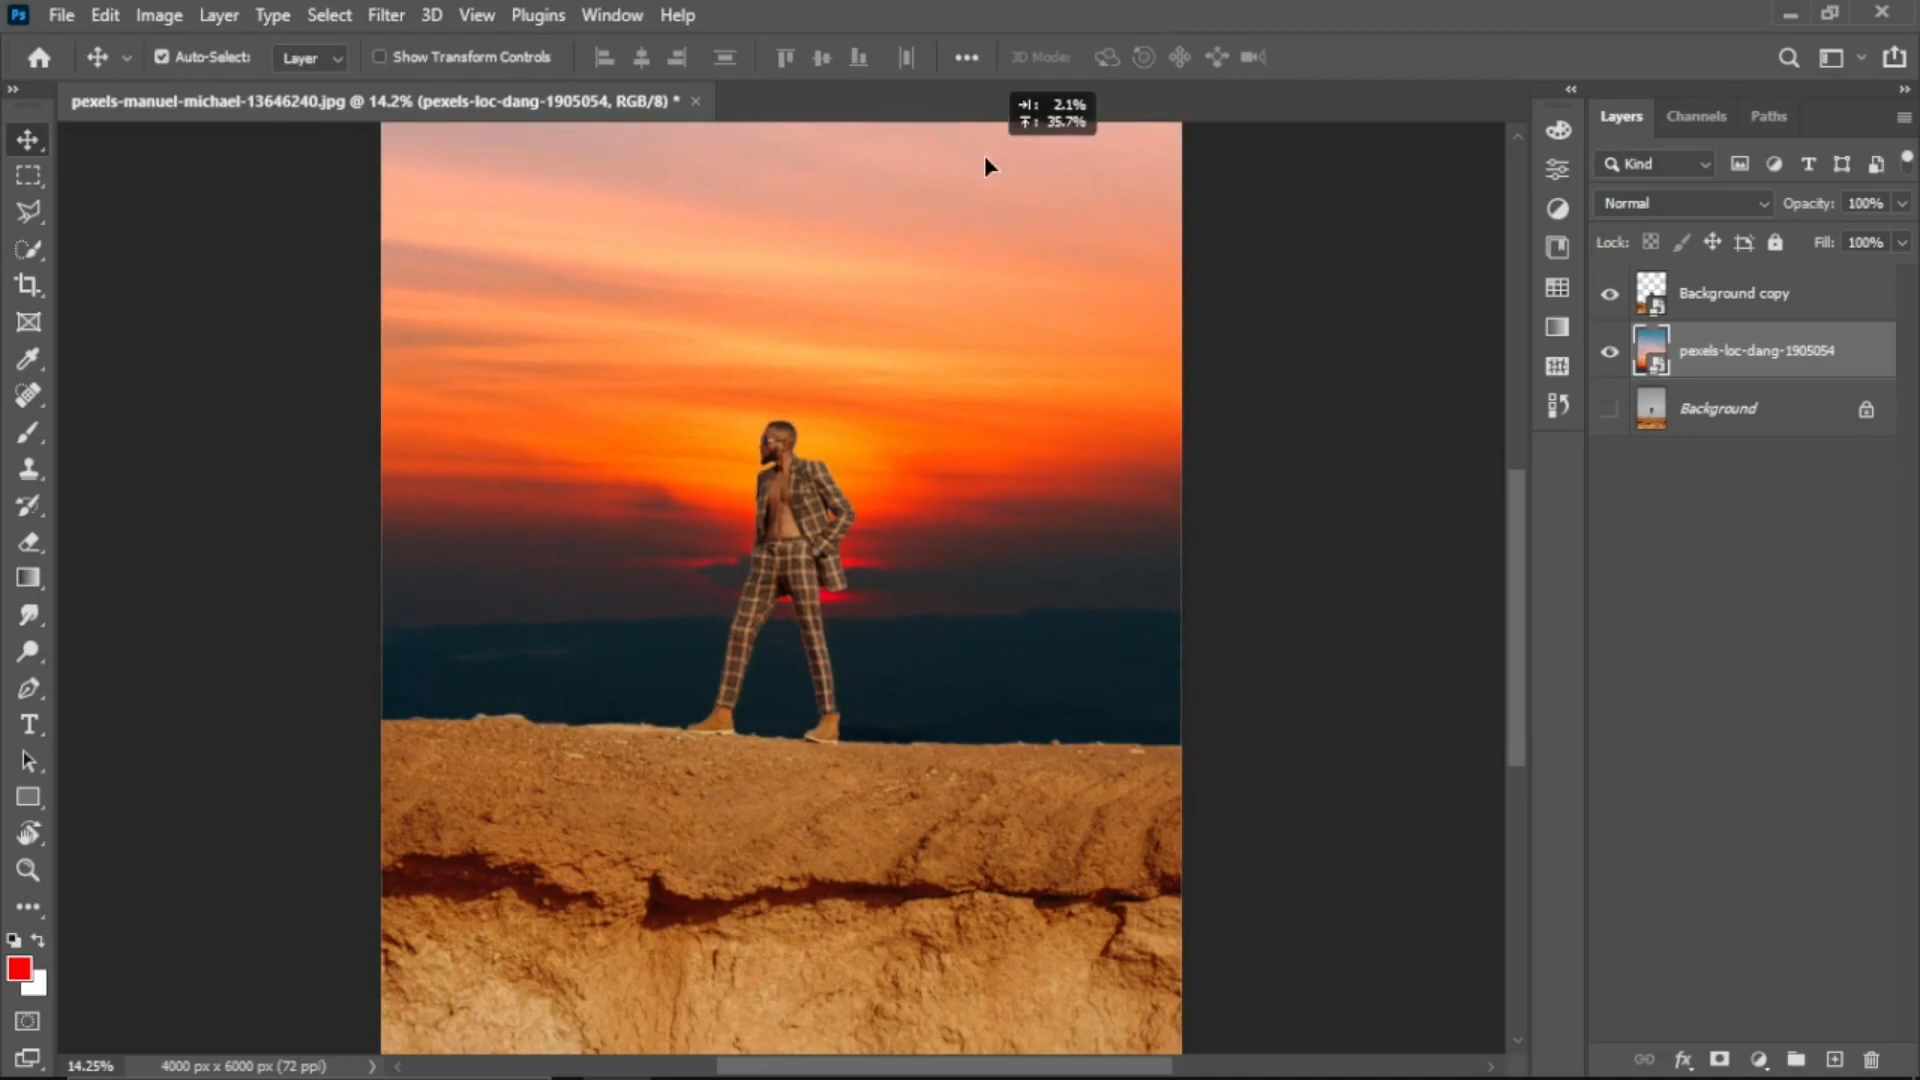 Ps File Edit Image Layer Type Select Filter 3D View Plugins Window Help
Auto-Select: Layer Show Transform Controls 3D Mode:
pexels-manuel-michael-13646240.jpg @ 14.2% (pexels-loc-dang-1905054, RGB/8) *
: 2.1%
: 35.7%
Layers Channels Paths
Kind
Normal Opacity: 100%
Lock: Fill: 100%
Background copy
pexels-loc-dang-1905054
Background
14.25% 4000 px x 6000 px (72 ppi)
fx